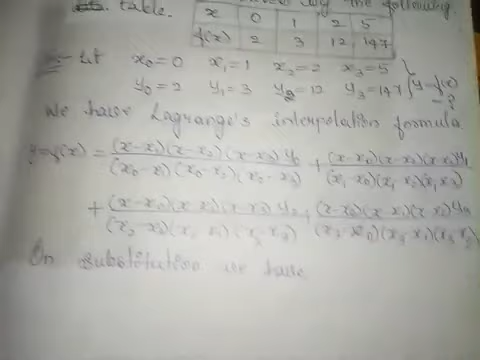 table.
by the following
x 0 1 2 5
f(x) 2 3 12 147
Let x₀=0 x₁=1 x₂=2 x₃=5
y₀=2 y₁=3 y₂=12 y₃=147 } y=f(x) = ?
We have Lagrange's interpolation formula
y=f(x) = (x-x₁)(x-x₂)(x-x₃)y₀ / (x₀-x₁)(x₀-x₂)(x₀-x₃) + (x-x₀)(x-x₂)(x-x₃)y₁ / (x₁-x₀)(x₁-x₂)(x₁-x₃)
+ (x-x₀)(x-x₁)(x-x₃)y₂ / (x₂-x₀)(x₂-x₁)(x₂-x₃) + (x-x₀)(x-x₁)(x-x₂)y₃ / (x₃-x₀)(x₃-x₁)(x₃-x₂)
On substitution we have